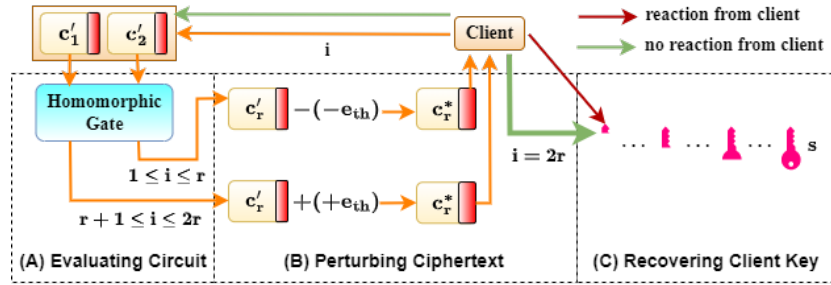 c′₁ c′₂
Client
reaction from client
no reaction from client
i
Homomorphic
Gate
c′ᵣ −(−eₜₕ) c*ᵣ
1 ≤ i ≤ r
i = 2r
... ... ... s
c′ᵣ +(+eₜₕ) c*ᵣ
r + 1 ≤ i ≤ 2r
(A) Evaluating Circuit
(B) Perturbing Ciphertext
(C) Recovering Client Key